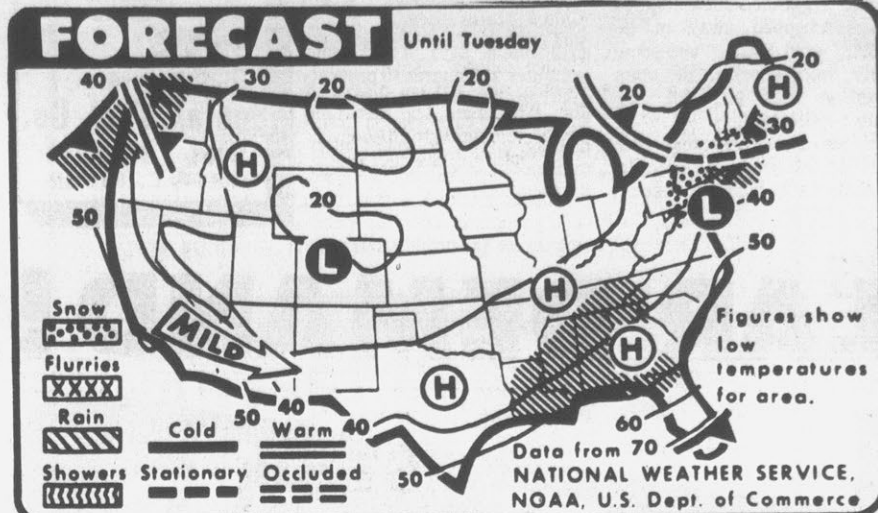 FORECAST
Until Tuesday
40
30
20
20
20
20
H
H
30
50
20
L
L
40
50
H
H
H
MILD
Snow
Flurries
Rain
Showers
Cold
Warm
Stationary
Occluded
50
40
40
50
60
70
Figures show
low
temperatures
for area.
Data from
NATIONAL WEATHER SERVICE,
NOAA, U.S. Dept. of Commerce